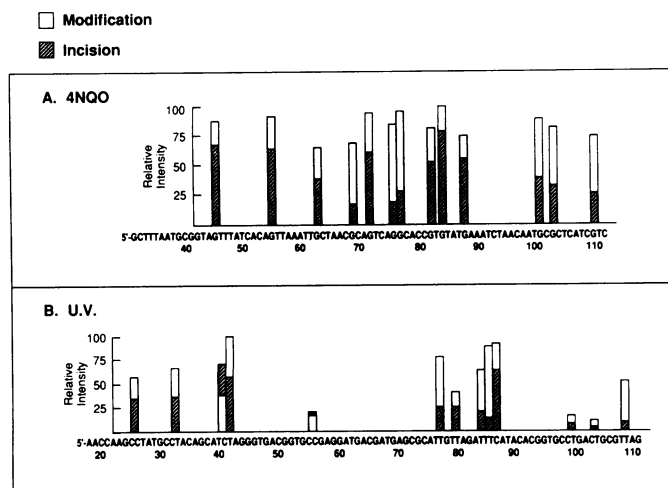 Modification
Incision
A. 4NQO
Relative
Intensity
100
75
50
25
5'-GCTTTAATGCGGTAGTTTATCACAGTTAAATTGCTAACGCAGTCAGGCACCGTGTATGAAATCTAACAATGCGCTCATCGTC
40 50 60 70 80 90 100 110
B. U.V.
Relative
Intensity
100
75
50
25
5'-AACCAAGCCTATGCCTACAGCATCTAGGGTGACGGTGCCGAGGATGACGATGAGCGCATTGTTAGATTTCATACACGGTGCCTGACTGCGTTAG
20 30 40 50 60 70 80 90 100 110